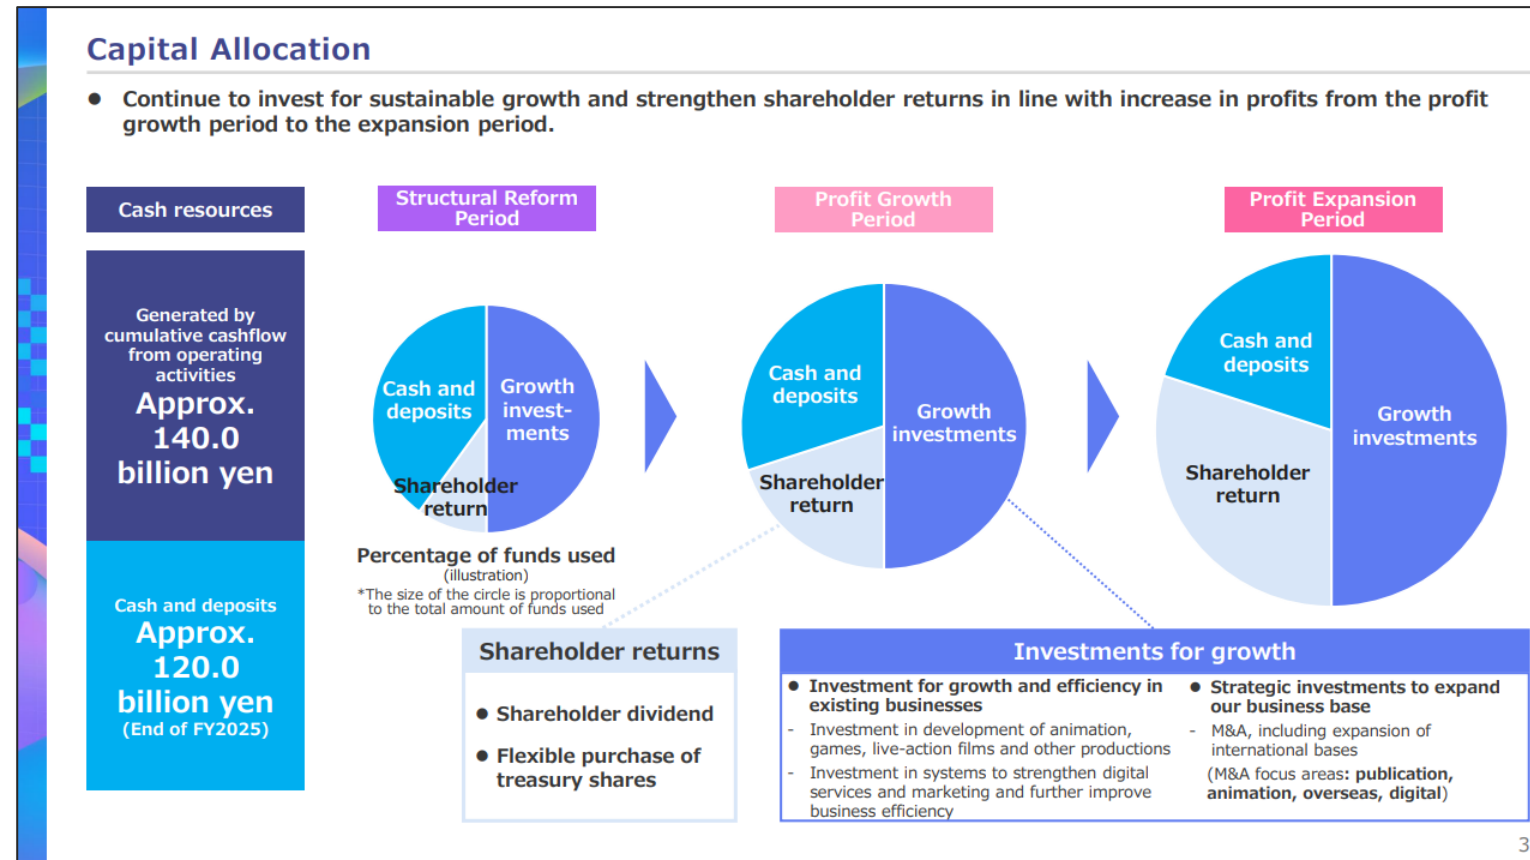 Capital Allocation
● Continue to invest for sustainable growth and strengthen shareholder returns in line with increase in profits from the profit
growth period to the expansion period.
Cash resources
Generated by
cumulative cashflow
from operating
activities
Approx.
140.0
billion yen
Cash and deposits
Approx.
120.0
billion yen
(End of FY2025)
Structural Reform
Period
Cash and
deposits
Growth
invest-
ments
Shareholder
return
Percentage of funds used
(illustration)
*The size of the circle is proportional
to the total amount of funds used
Profit Growth
Period
Cash and
deposits
Growth
investments
Shareholder
return
Profit Expansion
Period
Cash and
deposits
Growth
investments
Shareholder
return
Shareholder returns
● Shareholder dividend
● Flexible purchase of
treasury shares
Investments for growth
● Investment for growth and efficiency in
existing businesses
- Investment in development of animation,
games, live-action films and other productions
- Investment in systems to strengthen digital
services and marketing and further improve
business efficiency
● Strategic investments to expand
our business base
- M&A, including expansion of
international bases
(M&A focus areas: publication,
animation, overseas, digital)
3